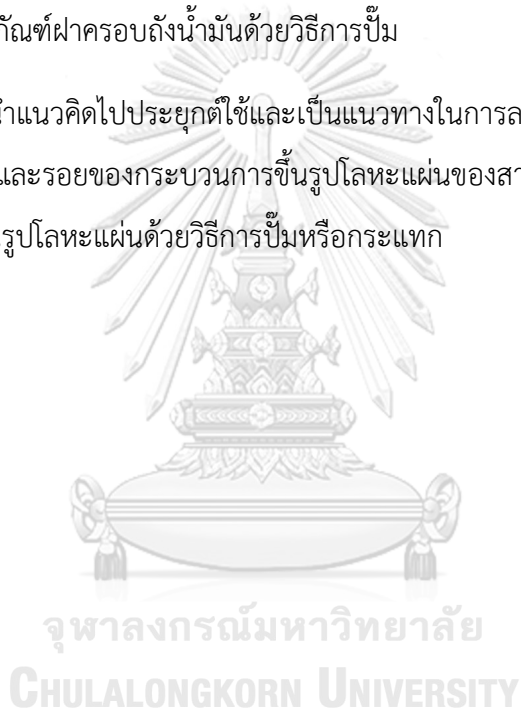 ภัณฑ์ฝาครอบถังน้ำมันด้วยวิธีการปั๊ม
นำแนวคิดไปประยุกต์ใช้และเป็นแนวทางในการล
และรอยของกระบวนการขึ้นรูปโลหะแผ่นของสา
รูปโลหะแผ่นด้วยวิธีการปั๊มหรือกระแทก
จุฬาลงกรณ์มหาวิทยาลัย
CHULALONGKORN UNIVERSITY